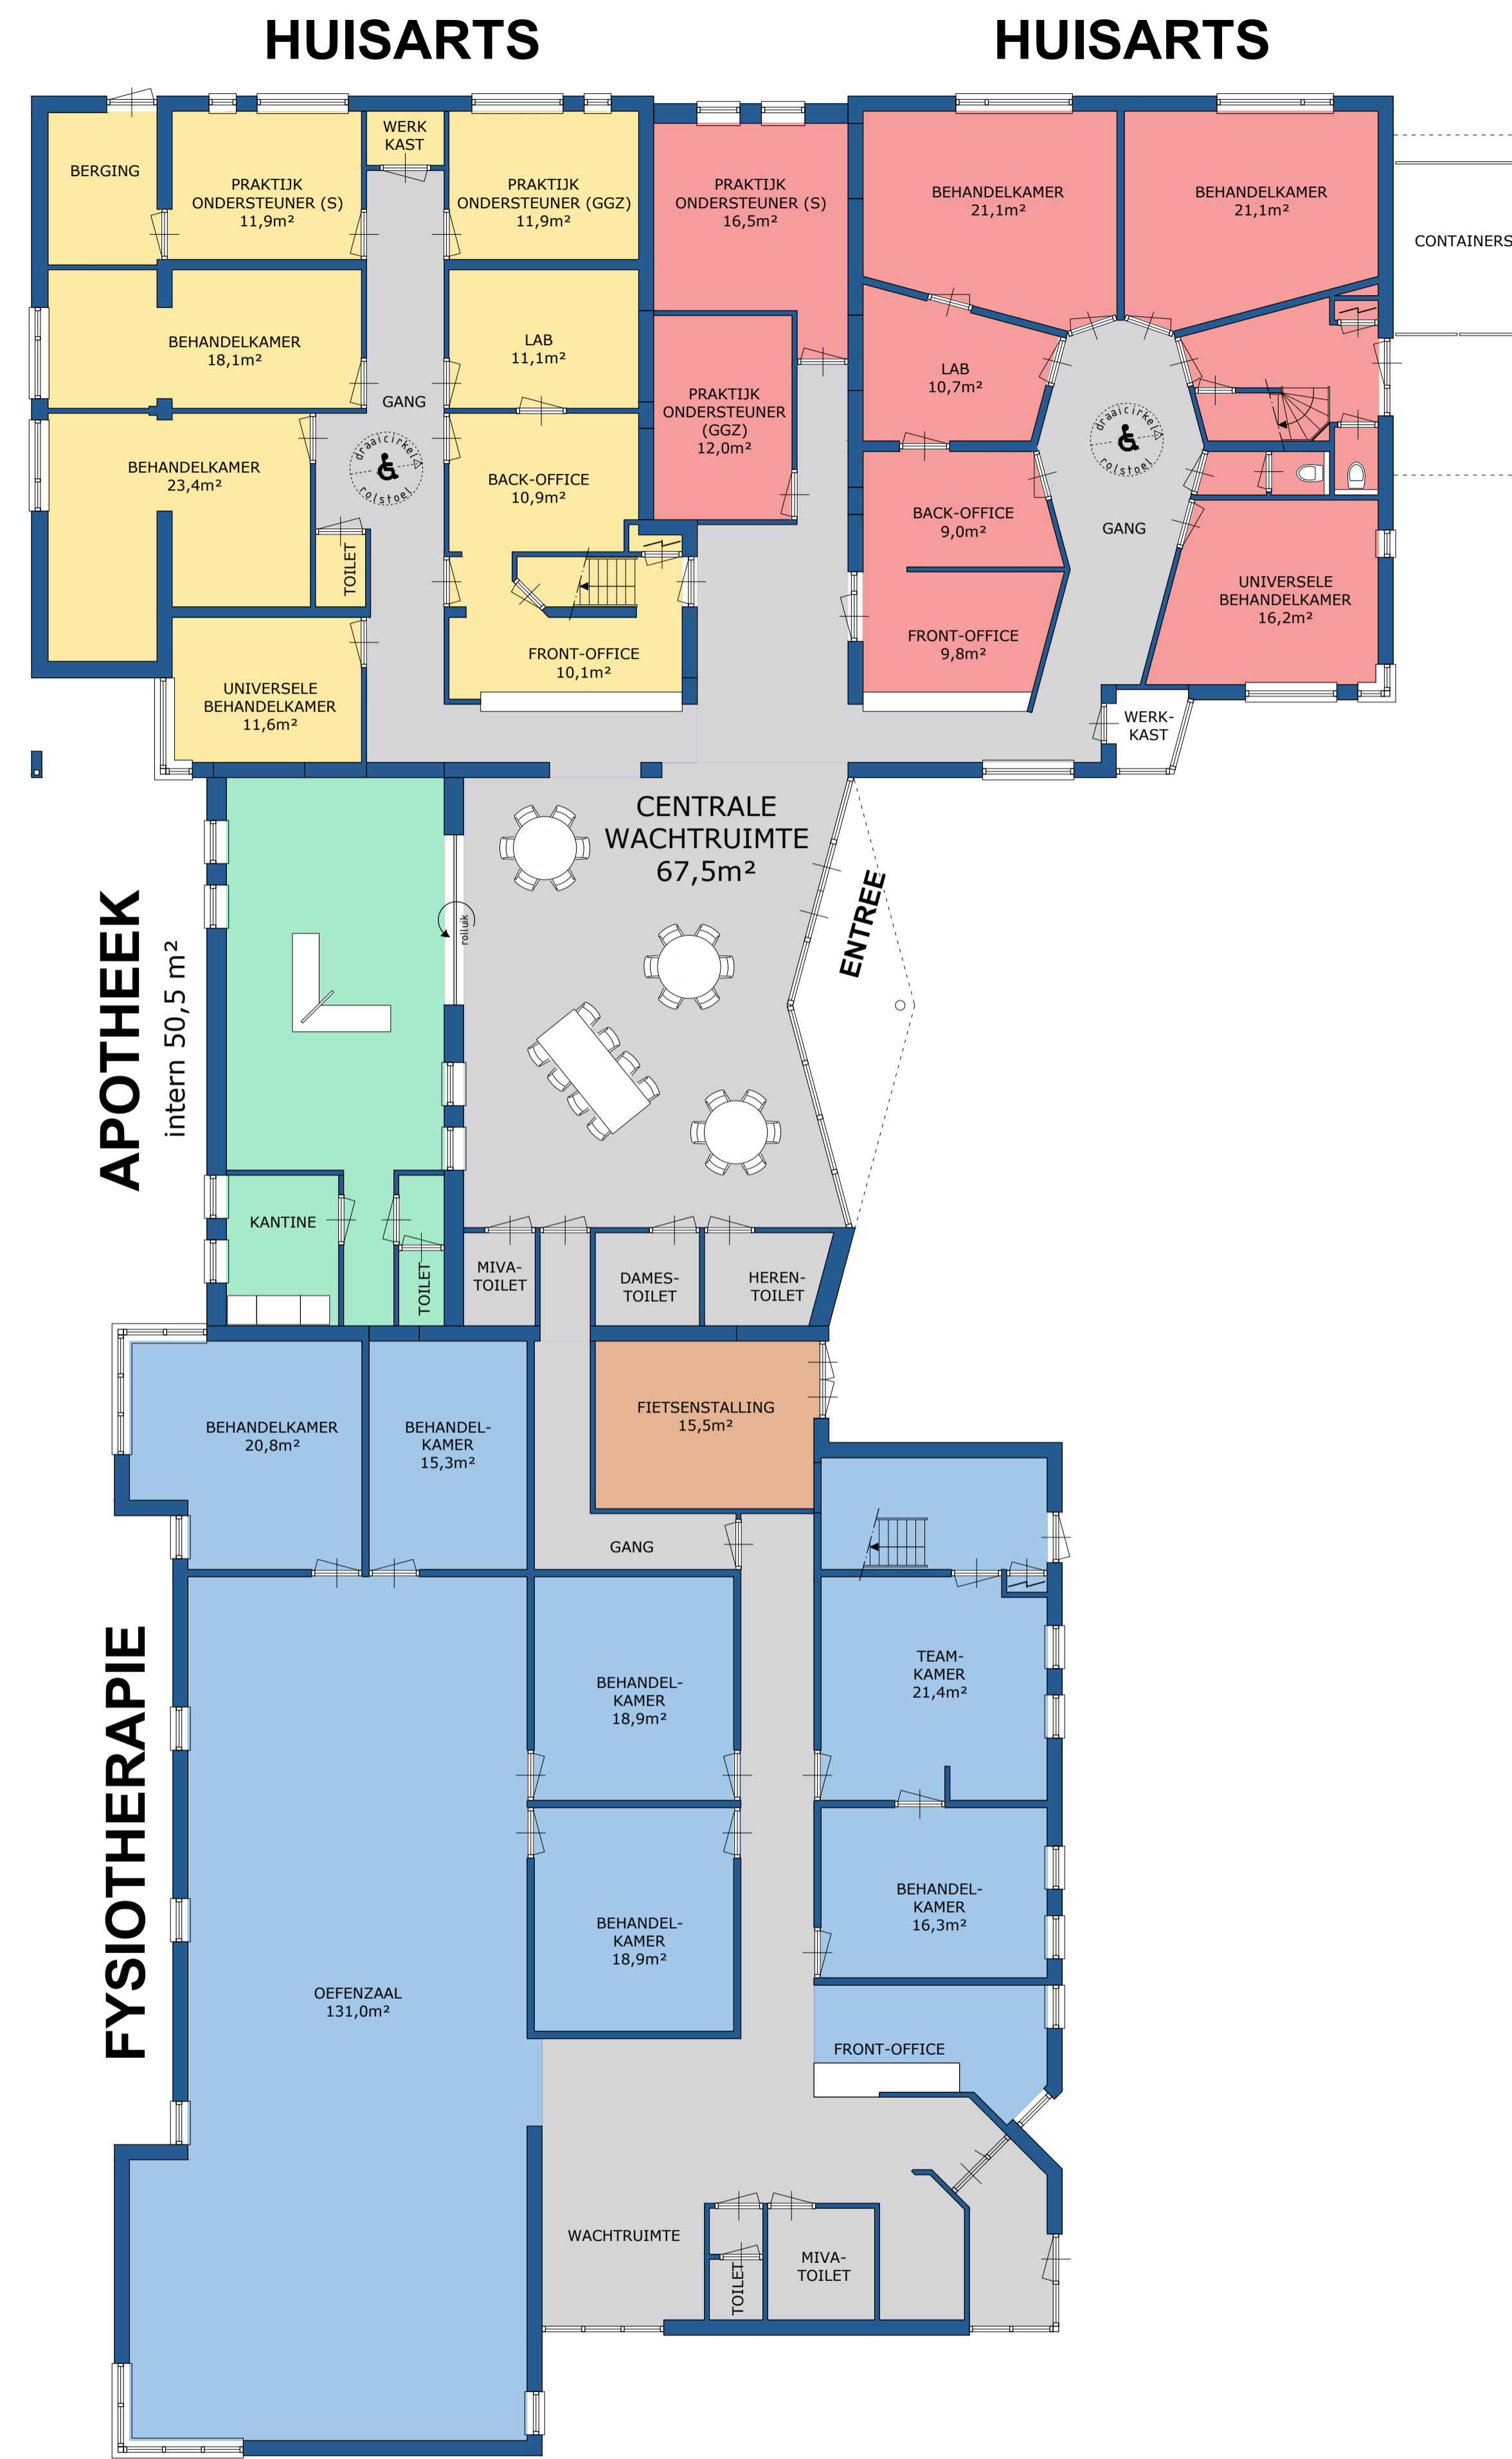 HUISARTS
HUISARTS
BERGING
PRAKTIJK
ONDERSTEUNER (S)
11,9m²
WERK
KAST
PRAKTIJK
ONDERSTEUNER (GGZ)
11,9m²
PRAKTIJK
ONDERSTEUNER (S)
16,5m²
BEHANDELKAMER
21,1m²
BEHANDELKAMER
21,1m²
CONTAINERS
BEHANDELKAMER
18,1m²
GANG
LAB
11,1m²
PRAKTIJK
ONDERSTEUNER
(GGZ)
12,0m²
LAB
10,7m²
draaicirkel
rolstoel
BEHANDELKAMER
23,4m²
draaicirkel
rolstoel
BACK-OFFICE
10,9m²
BACK-OFFICE
9,0m²
GANG
TOILET
UNIVERSELE
BEHANDELKAMER
16,2m²
FRONT-OFFICE
10,1m²
FRONT-OFFICE
9,8m²
UNIVERSELE
BEHANDELKAMER
11,6m²
WERK-
KAST
CENTRALE
WACHTRUIMTE
67,5m²
ENTREE
rolluik
APOTHEEK
intern 50,5 m²
KANTINE
TOILET
MIVA-
TOILET
DAMES-
TOILET
HEREN-
TOILET
BEHANDELKAMER
20,8m²
BEHANDEL-
KAMER
15,3m²
FIETSENSTALLING
15,5m²
GANG
FYSIOTHERAPIE
BEHANDEL-
KAMER
18,9m²
TEAM-
KAMER
21,4m²
BEHANDEL-
KAMER
18,9m²
BEHANDEL-
KAMER
16,3m²
OEFENZAAL
131,0m²
FRONT-OFFICE
WACHTRUIMTE
TOILET
MIVA-
TOILET